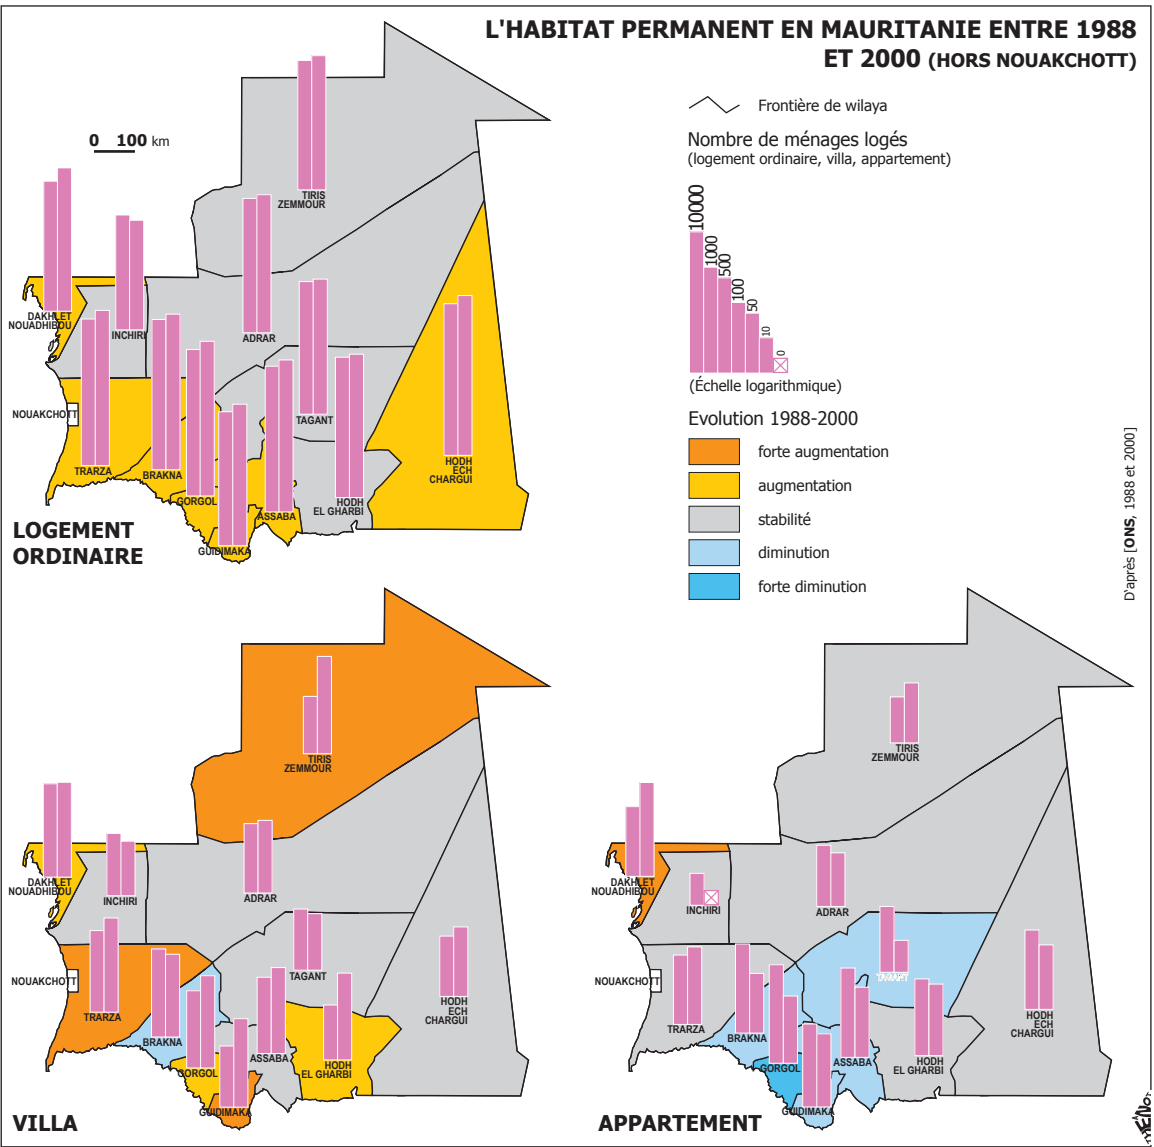 L'HABITAT PERMANENT EN MAURITANIE ENTRE 1988
ET 2000 (HORS NOUAKCHOTT)
Frontière de wilaya
Nombre de ménages logés
(logement ordinaire, villa, appartement)
10000
1000
500
100
50
10
0
(Échelle logarithmique)
Evolution 1988-2000
forte augmentation
augmentation
stabilité
diminution
forte diminution
D'après [ONS, 1988 et 2000]
0 100 km
TIRIS
ZEMMOUR
DAKHLET
NOUADHIBOU
INCHIRI
ADRAR
NOUAKCHOTT
TRARZA
BRAKNA
GORGOL
GUIDIMAKA
ASSABA
TAGANT
HODH
EL GHARBI
HODH
ECH
CHARGUI
LOGEMENT
ORDINAIRE
TIRIS
ZEMMOUR
DAKHLET
NOUADHIBOU
INCHIRI
ADRAR
NOUAKCHOTT
TRARZA
BRAKNA
GORGOL
GUIDIMAKA
ASSABA
TAGANT
HODH
EL GHARBI
HODH
ECH
CHARGUI
VILLA
TIRIS
ZEMMOUR
DAKHLET
NOUADHIBOU
INCHIRI
ADRAR
NOUAKCHOTT
TRARZA
BRAKNA
GORGOL
GUIDIMAKA
ASSABA
TAGANT
HODH
EL GHARBI
HODH
ECH
CHARGUI
APPARTEMENT